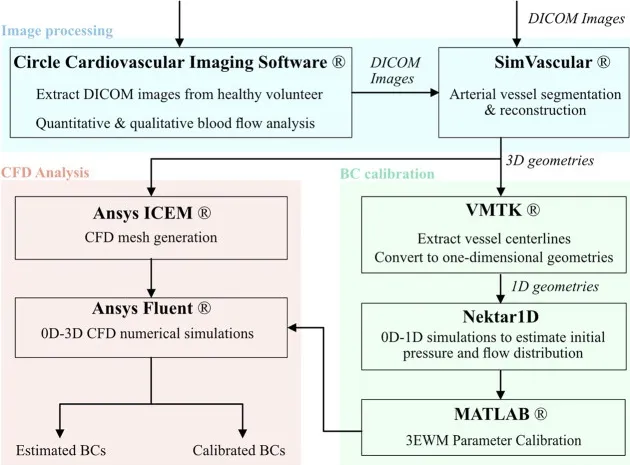 DICOM Images
Image processing
Circle Cardiovascular Imaging Software ®
Extract DICOM images from healthy volunteer
Quantitative & qualitative blood flow analysis
DICOM
Images
SimVascular ®
Arterial vessel segmentation
& reconstruction
3D geometries
CFD Analysis
BC calibration
Ansys ICEM ®
CFD mesh generation
VMTK ®
Extract vessel centerlines
Convert to one-dimensional geometries
1D geometries
Ansys Fluent ®
0D-3D CFD numerical simulations
Nektar1D
0D-1D simulations to estimate initial
pressure and flow distribution
MATLAB ®
3EWM Parameter Calibration
Estimated BCs
Calibrated BCs